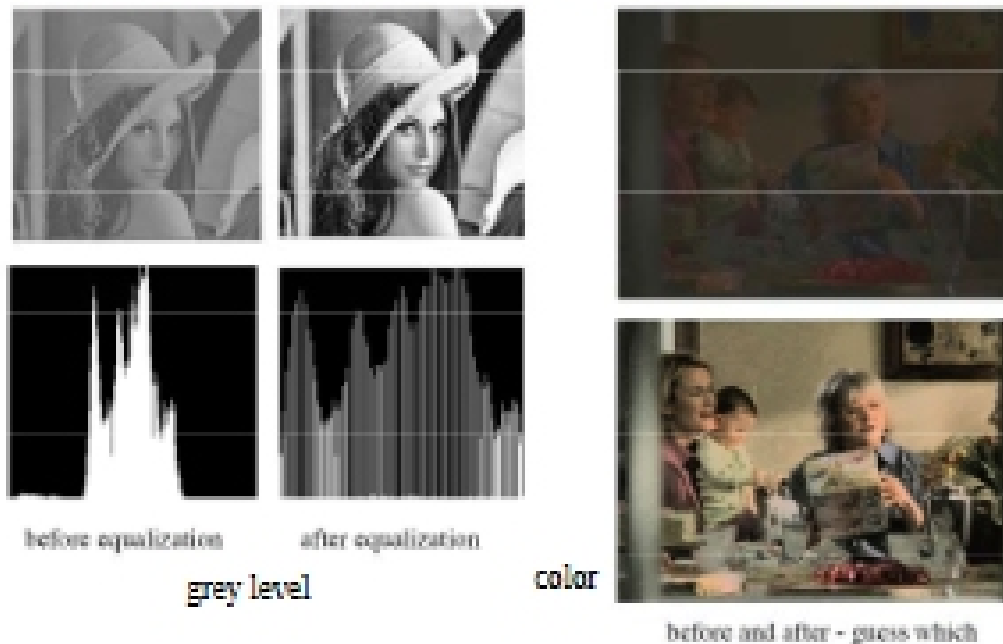 before equalization
after equalization
grey level
color
before and after - guess which